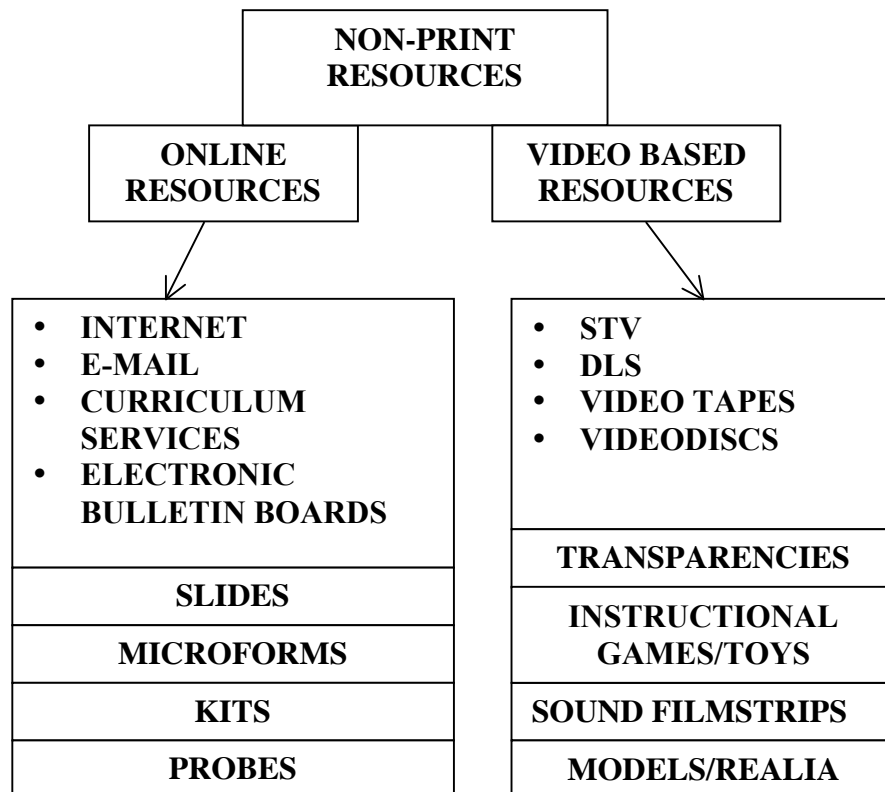 NON-PRINT
RESOURCES
ONLINE
RESOURCES
VIDEO BASED
RESOURCES
• INTERNET
• E-MAIL
• CURRICULUM
SERVICES
• ELECTRONIC
BULLETIN BOARDS
SLIDES
MICROFORMS
KITS
PROBES
• STV
• DLS
• VIDEO TAPES
• VIDEODISCS
TRANSPARENCIES
INSTRUCTIONAL
GAMES/TOYS
SOUND FILMSTRIPS
MODELS/REALIA